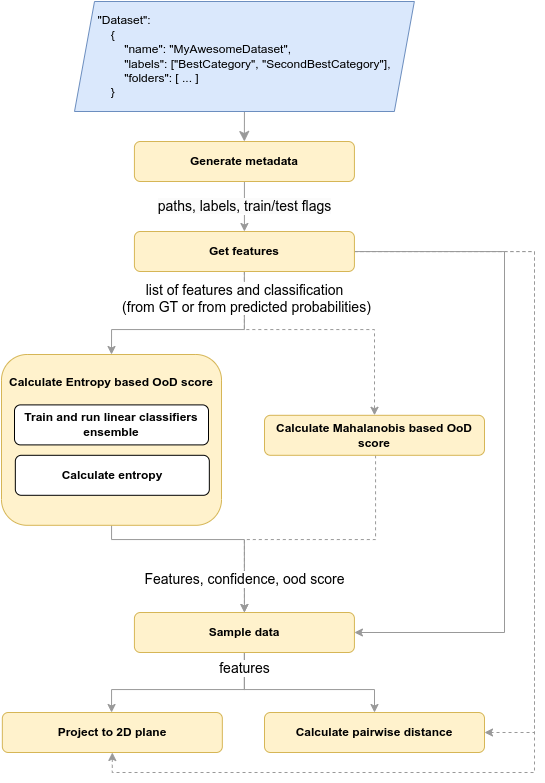 "Dataset":
{
"name": "MyAwesomeDataset",
"labels": ["BestCategory", "SecondBestCategory"],
"folders": [ ... ]
}
Generate metadata
paths, labels, train/test flags
Get features
list of features and classification
(from GT or from predicted probabilities)
Calculate Entropy based OoD score
Train and run linear classifiers
ensemble
Calculate entropy
Calculate Mahalanobis based OoD
score
Features, confidence, ood score
Sample data
features
Project to 2D plane
Calculate pairwise distance